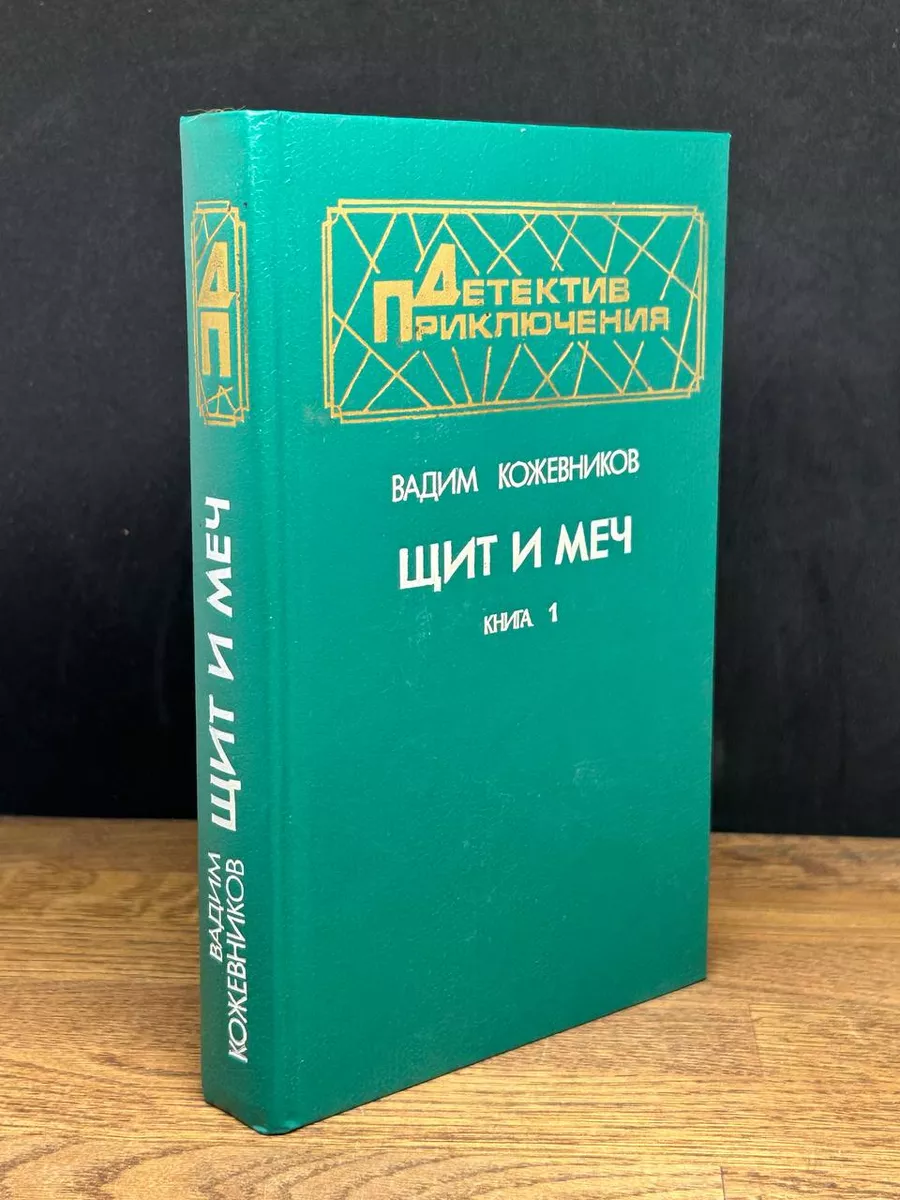 ДП
ЩИТ И МЕЧ
ВАДИМ
КОЖЕВНИКОВ
ДЕТЕКТИВ
ПРИКЛЮЧЕНИЯ
ВАДИМ КОЖЕВНИКОВ
ЩИТ И МЕЧ
КНИГА 1